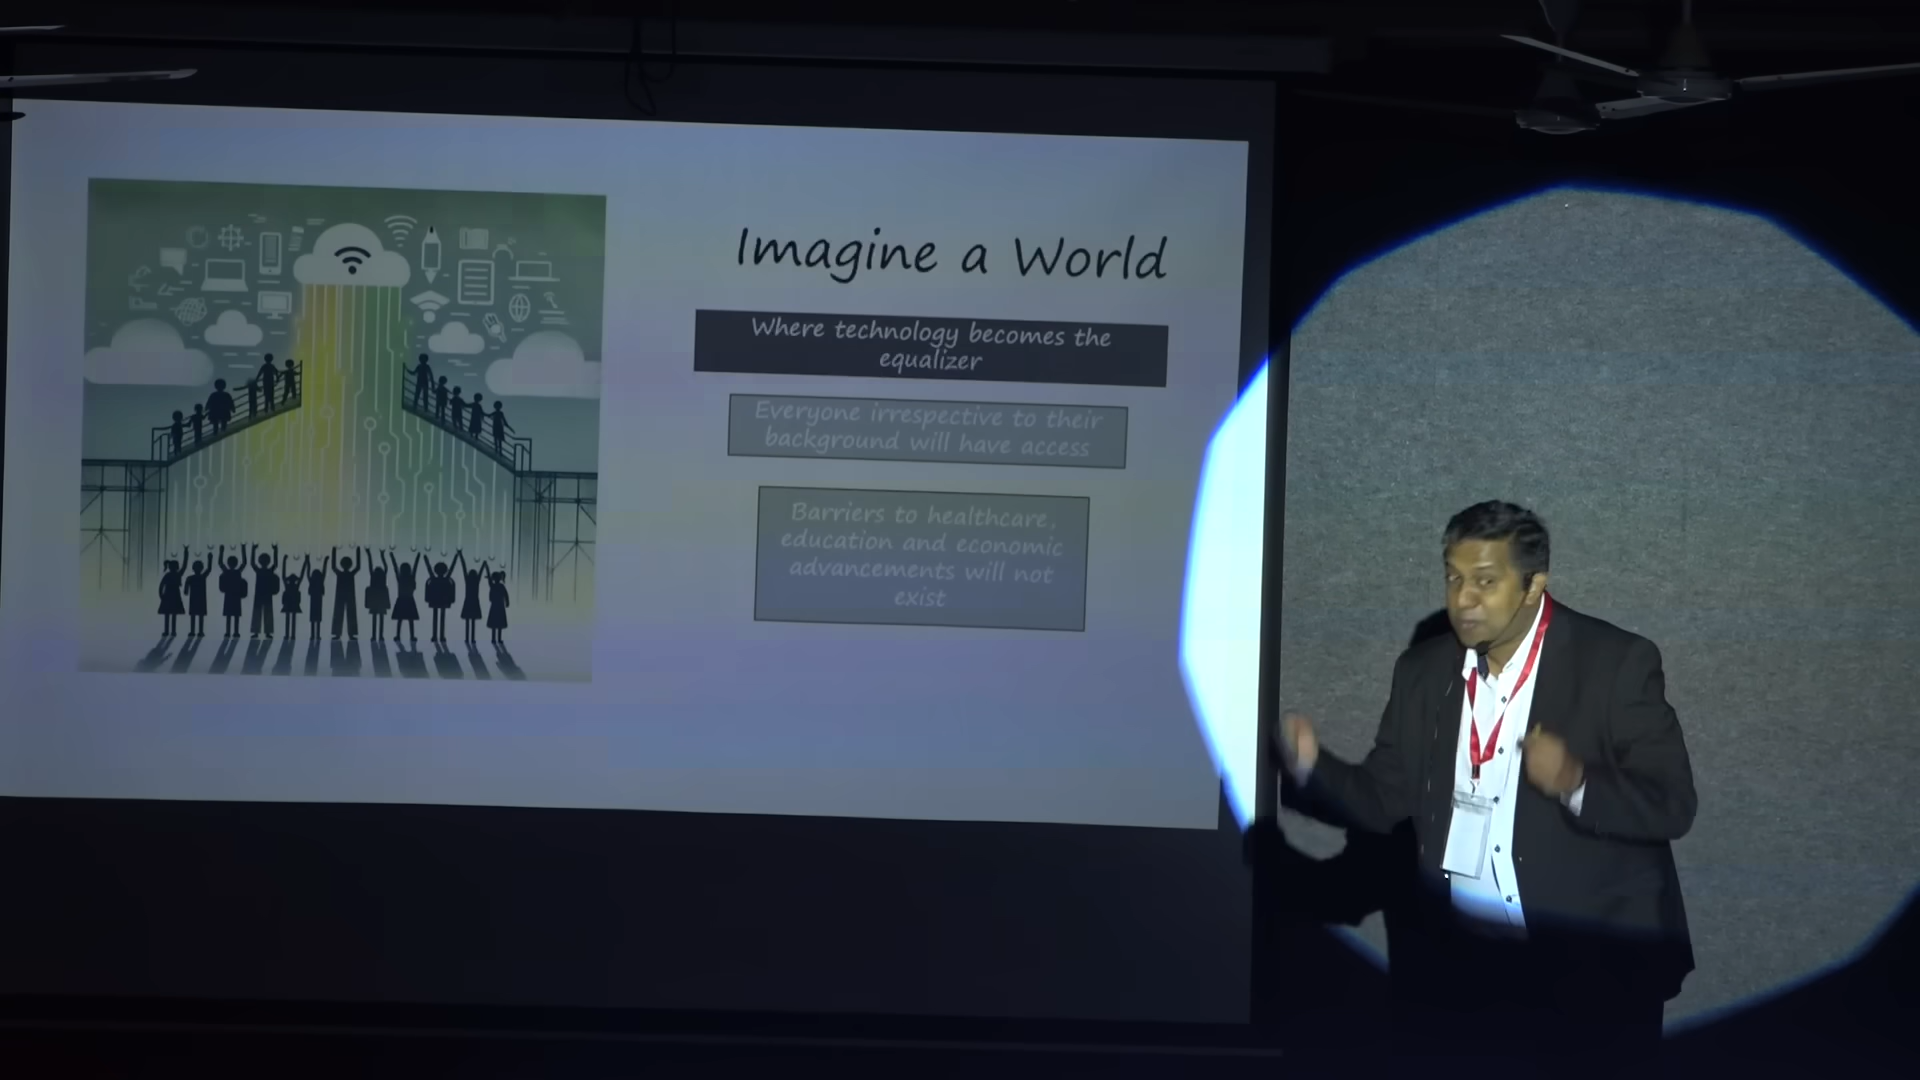 Imagine a World
Where technology becomes the
equalizer
Everyone irrespective to their
background will have access
Barriers to healthcare,
education and economic
advancements will not
exist